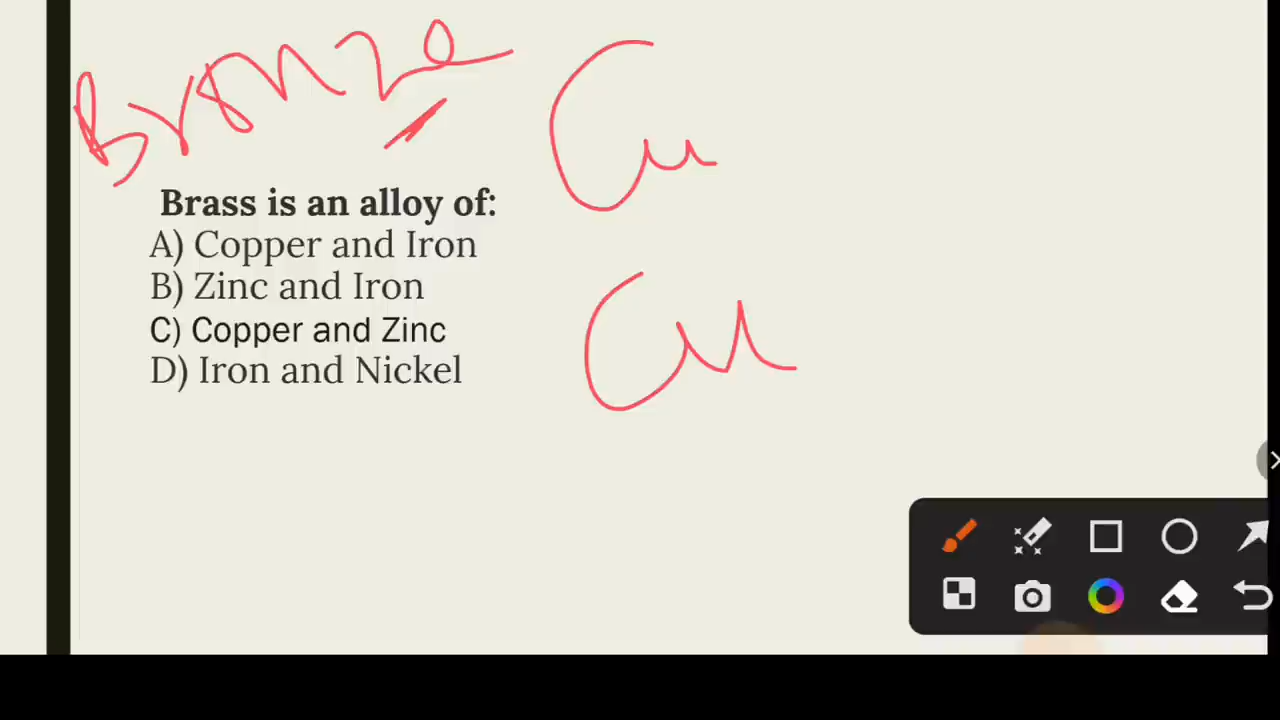 Bronze
Cu
Brass is an alloy of:
A) Copper and Iron
B) Zinc and Iron
C) Copper and Zinc
D) Iron and Nickel
Cu